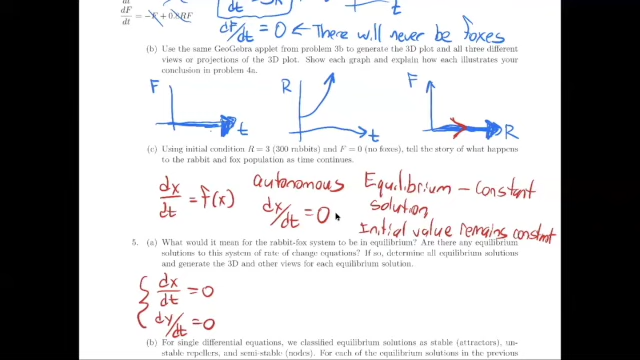 dF/dt = -F + 0.8RF
dF/dt = 0 ← There will never be foxes
(b) Use the same GeoGebra applet from problem 3b to generate the 3D plot and all three different
views or projections of the 3D plot. Show each graph and explain how each illustrates your
conclusion in problem 4a.
F t R t F R
(c) Using initial condition R = 3 (300 rabbits) and F = 0 (no foxes), tell the story of what happens
to the rabbit and fox population as time continues.
dx/dt = f(x) autonomous dx/dt = 0
Equilibrium - Constant
solution
Initial value remains constant
5. (a) What would it mean for the rabbit-fox system to be in equilibrium? Are there any equilibrium
solutions to this system of rate of change equations? If so, determine all equilibrium solutions
and generate the 3D and other views for each equilibrium solution.
dx/dt = 0
dy/dt = 0
(b) For single differential equations, we classified equilibrium solutions as stable (attractors), un-
stable repellers, and semi-stable (nodes). For each of the equilibrium solutions in the previous